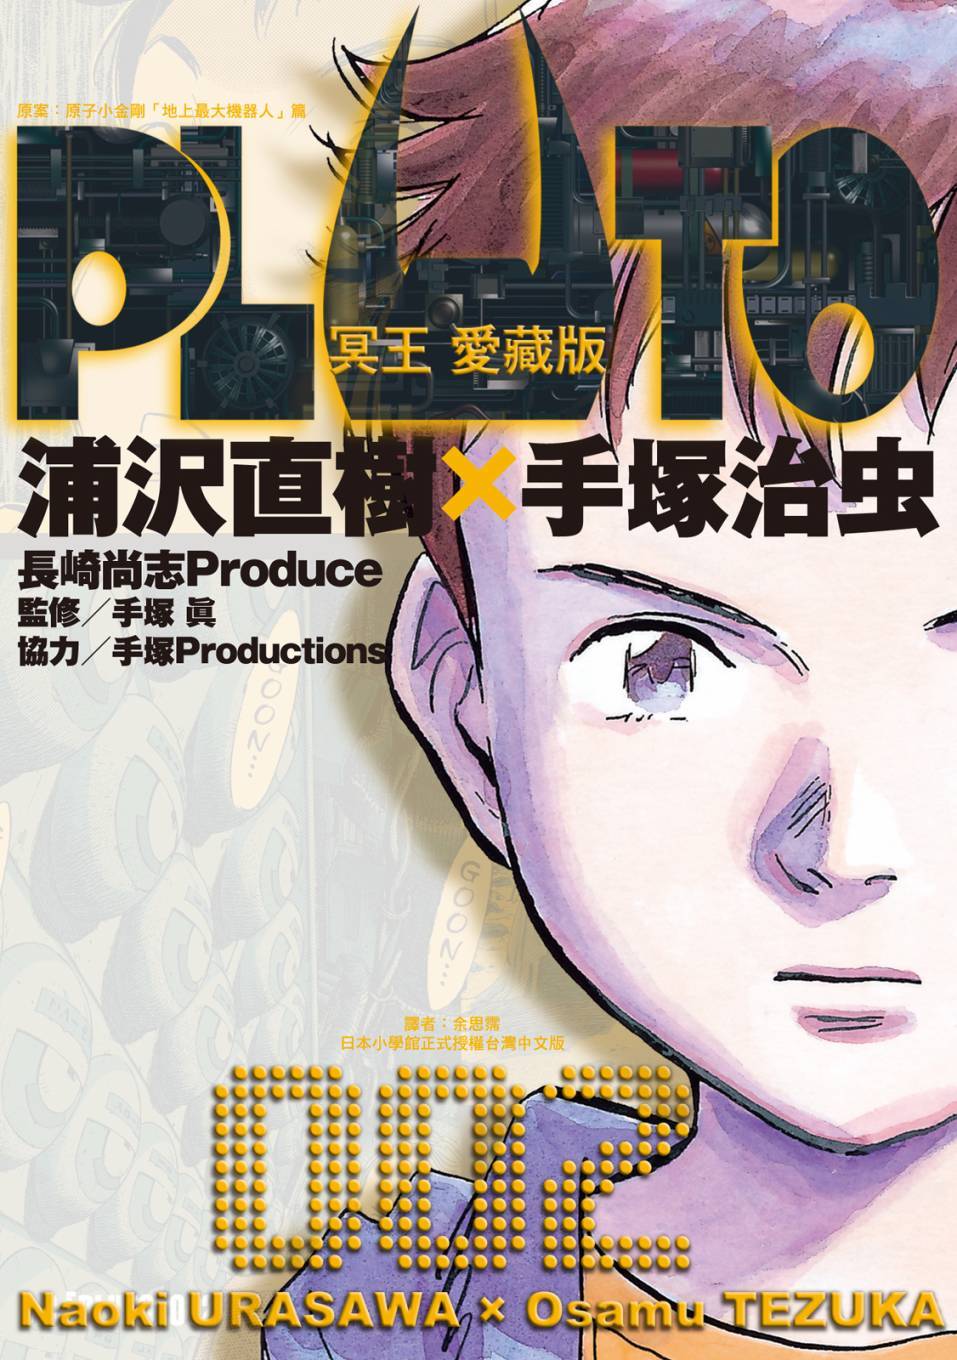 原案：原子小金剛「地上最大機器人」篇
PLUTO
冥王 愛藏版
浦沢直樹×手塚治虫
長崎尚志Produce
監修／手塚 眞
協力／手塚Productions
GOON…
GOON…
譯者：余思霈
日本小學館正式授權台灣中文版
002
Naoki URASAWA × Osamu TEZUKA